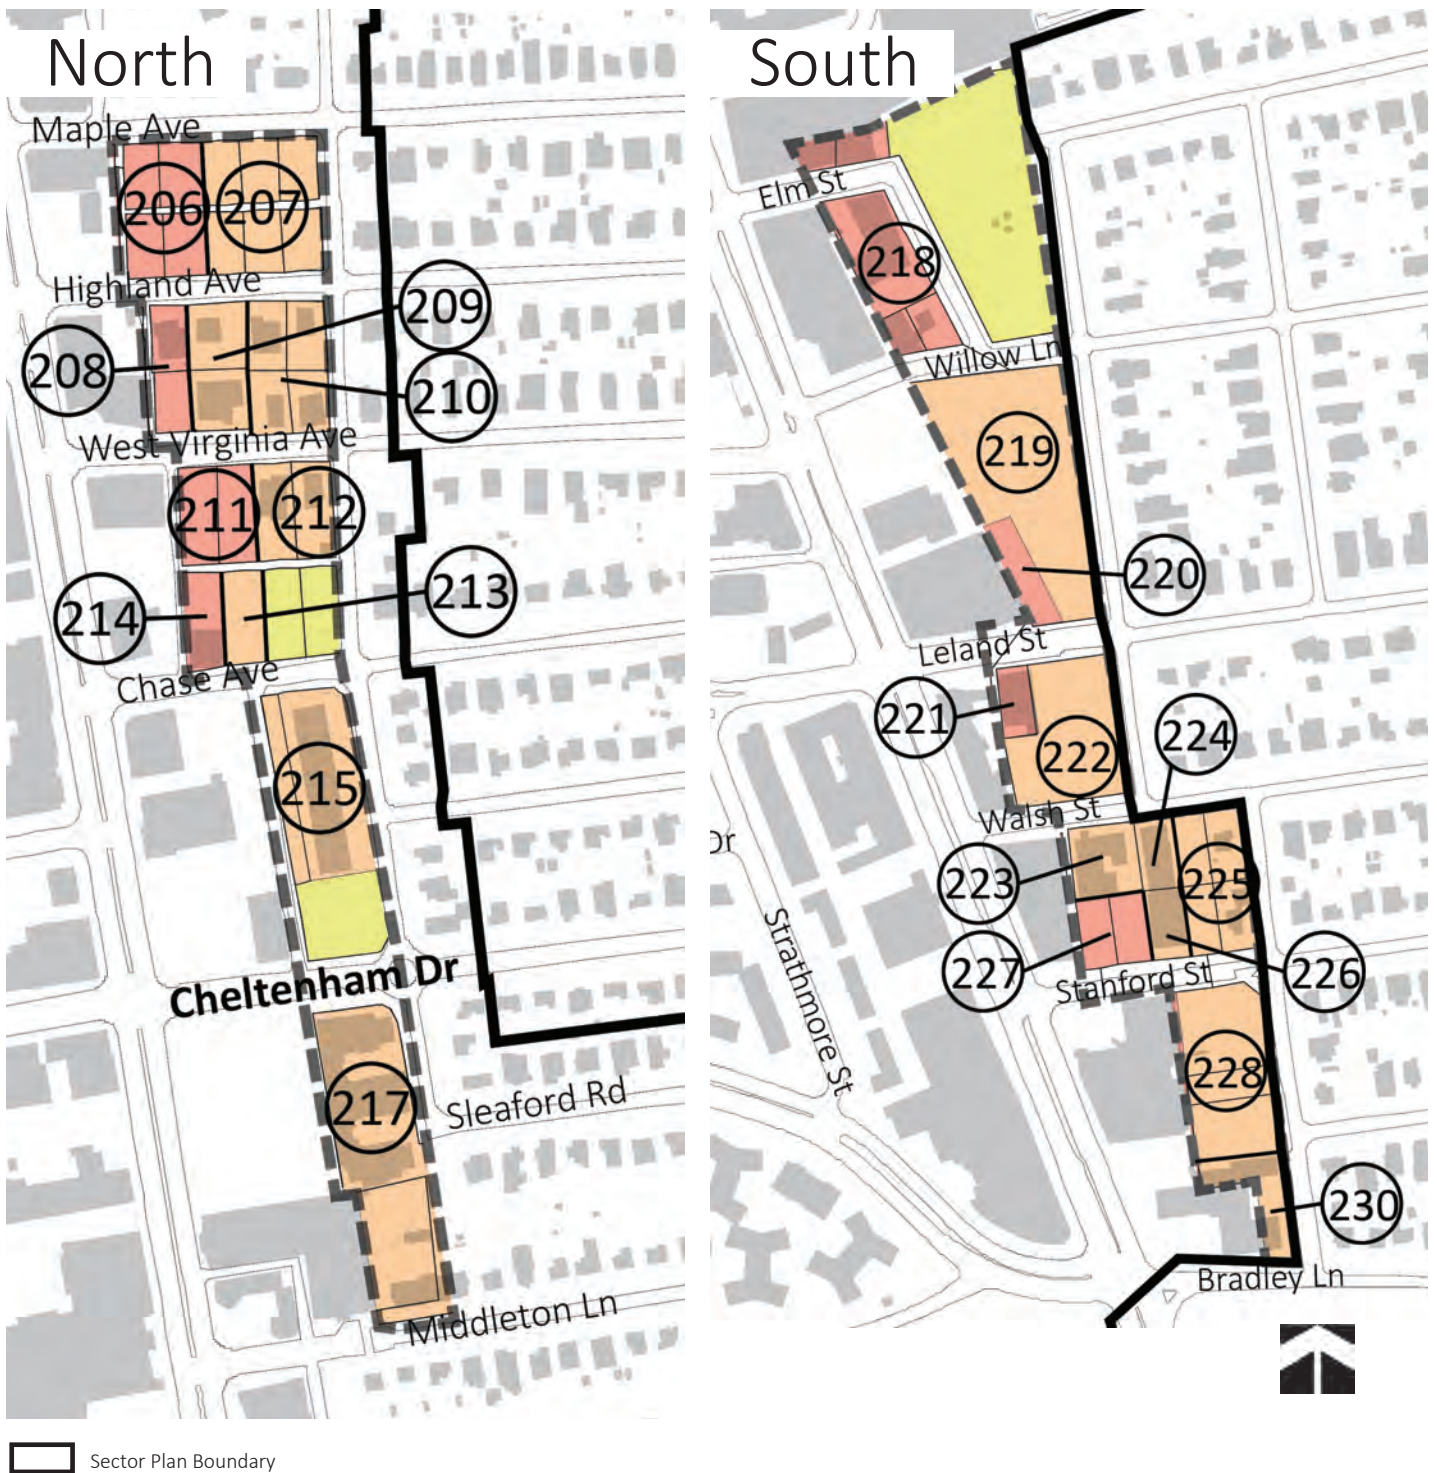 North
Maple Ave
206
207
Highland Ave
209
208
210
West Virginia Ave
211
212
213
214
Chase Ave
215
Cheltenham Dr
217
Sleaford Rd
Middleton Ln
South
Elm St
218
Willow Ln
219
220
Leland St
221
222
224
Walsh St
Dr
223
225
227
226
Stanford St
Strathmore St
228
230
Bradley Ln
Sector Plan Boundary